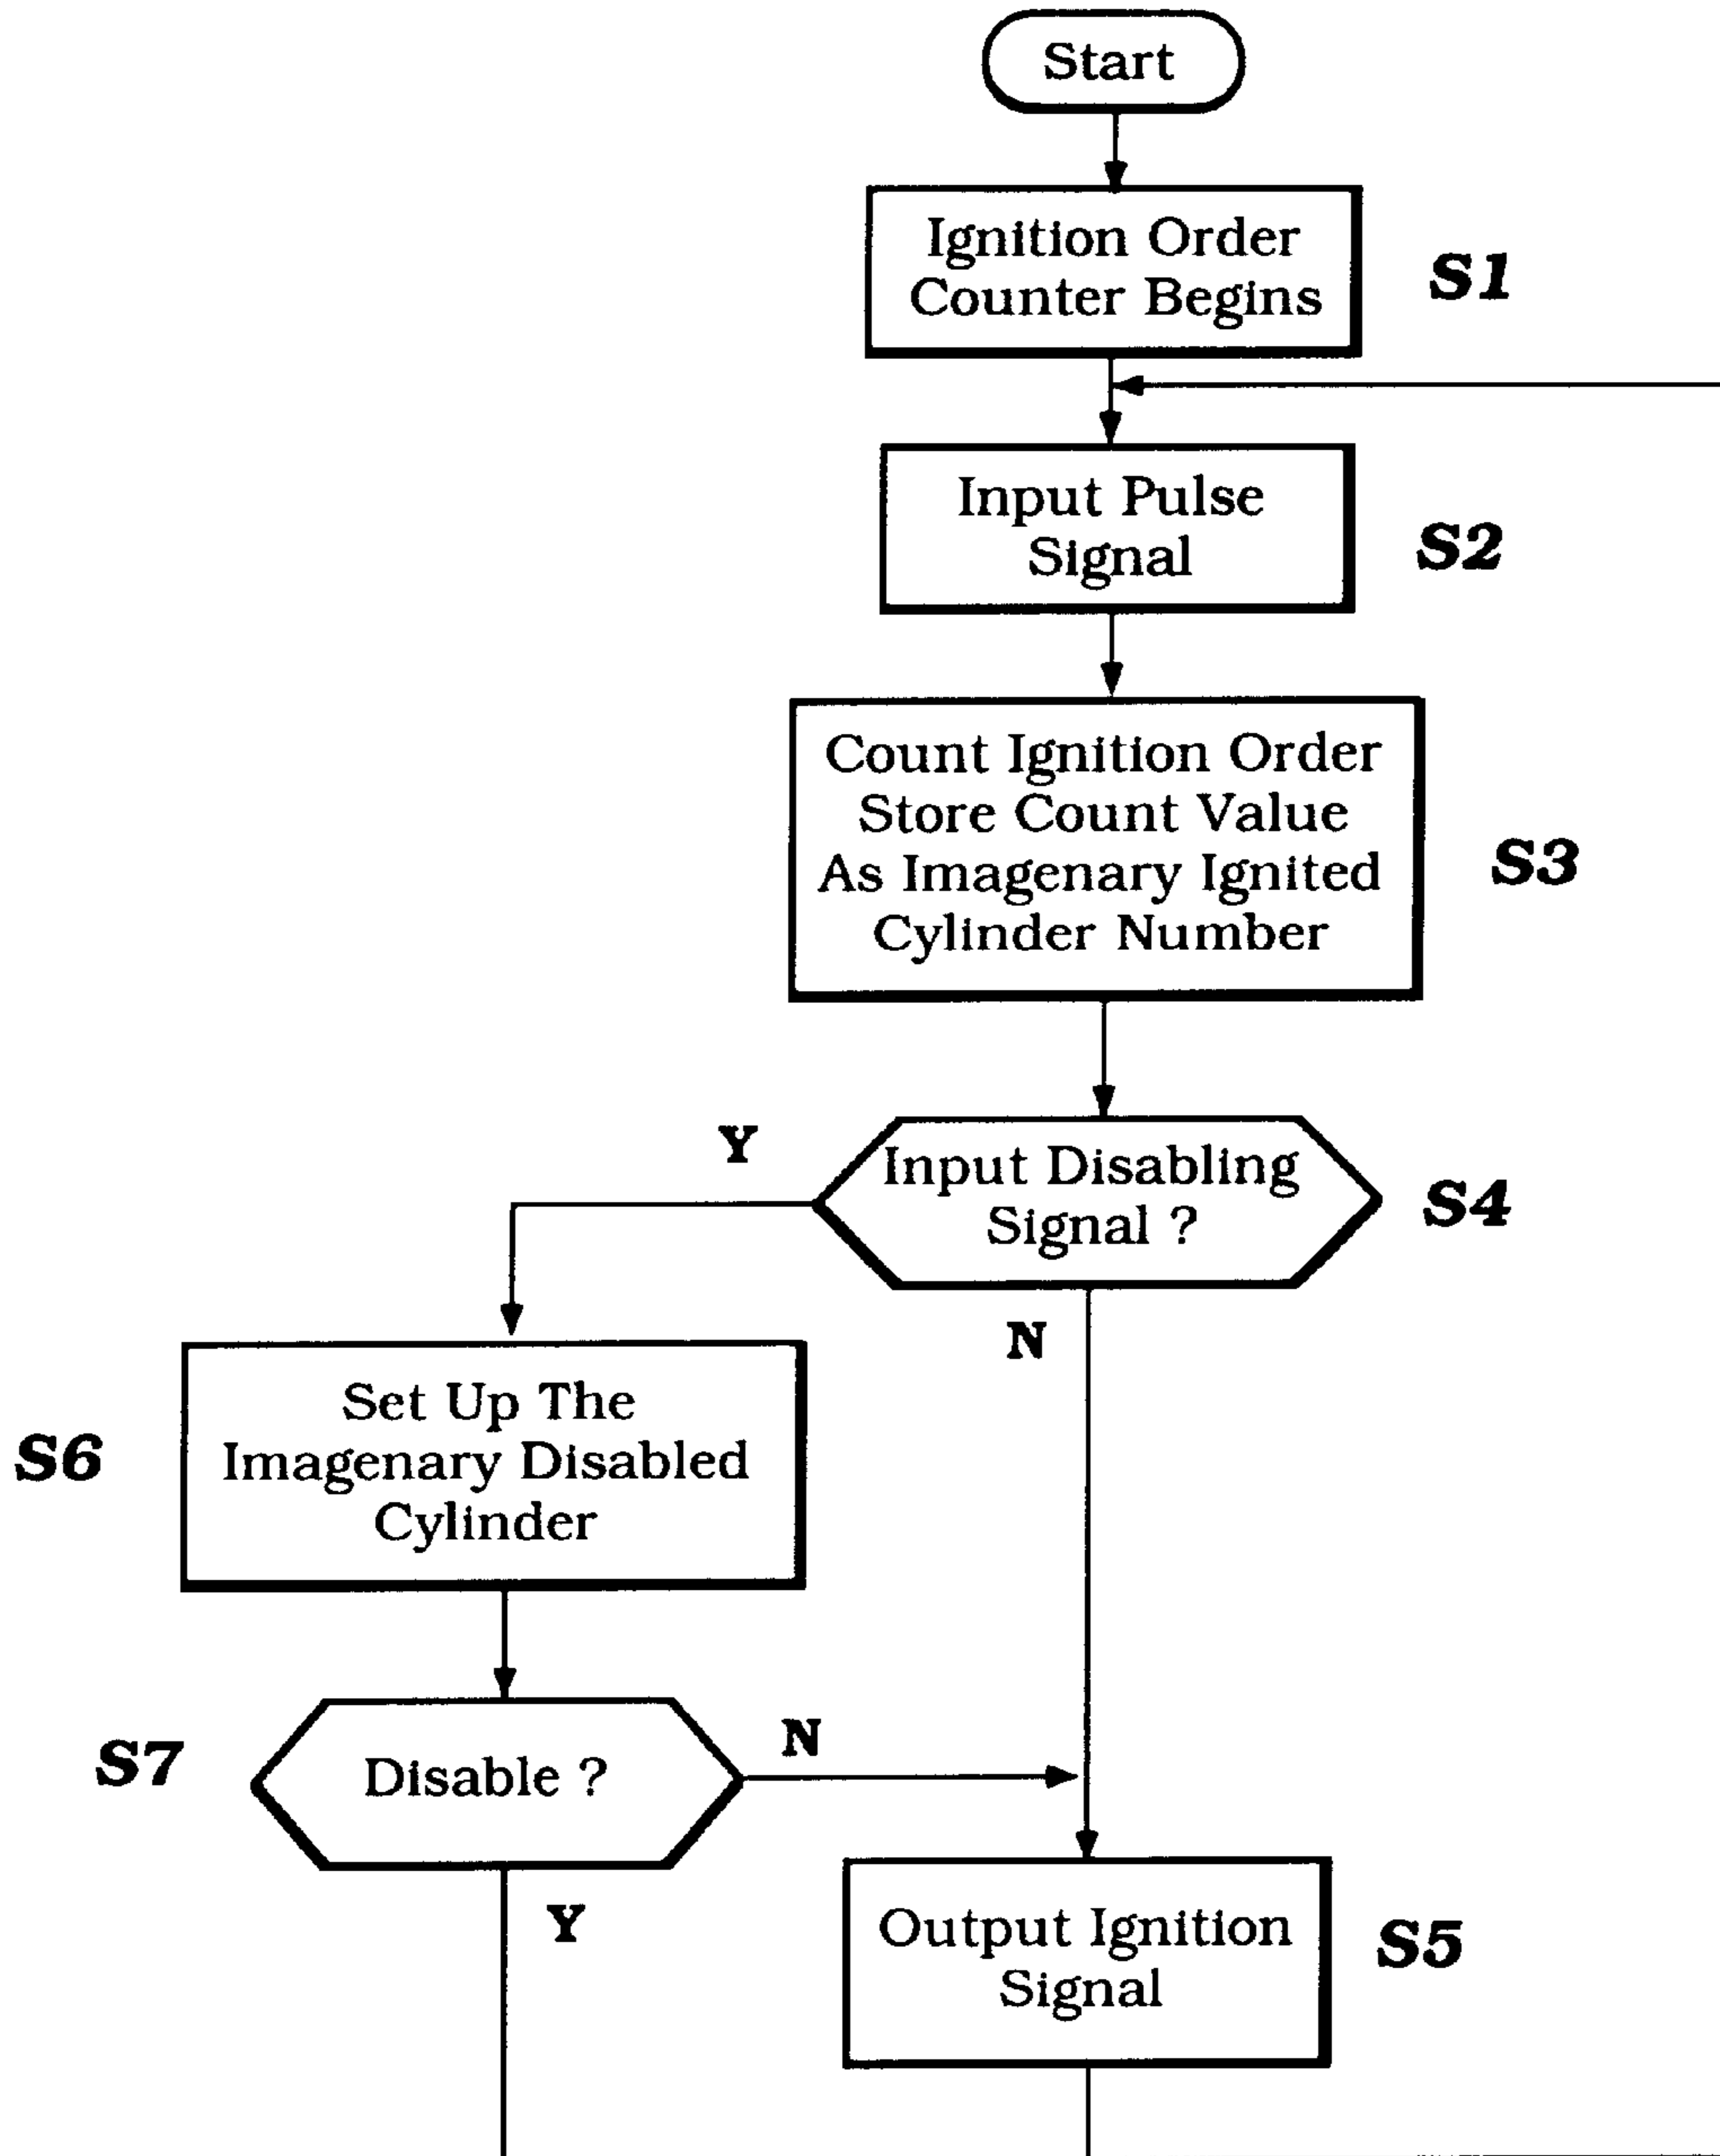 Start
Ignition Order
Counter Begins
S1
Input Pulse
Signal
S2
Count Ignition Order
Store Count Value
As Imagenary Ignited
Cylinder Number
S3
Y
Input Disabling
Signal ?
S4
N
Set Up The
Imagenary Disabled
Cylinder
S6
S7
Disable ?
N
Y
Output Ignition
Signal
S5